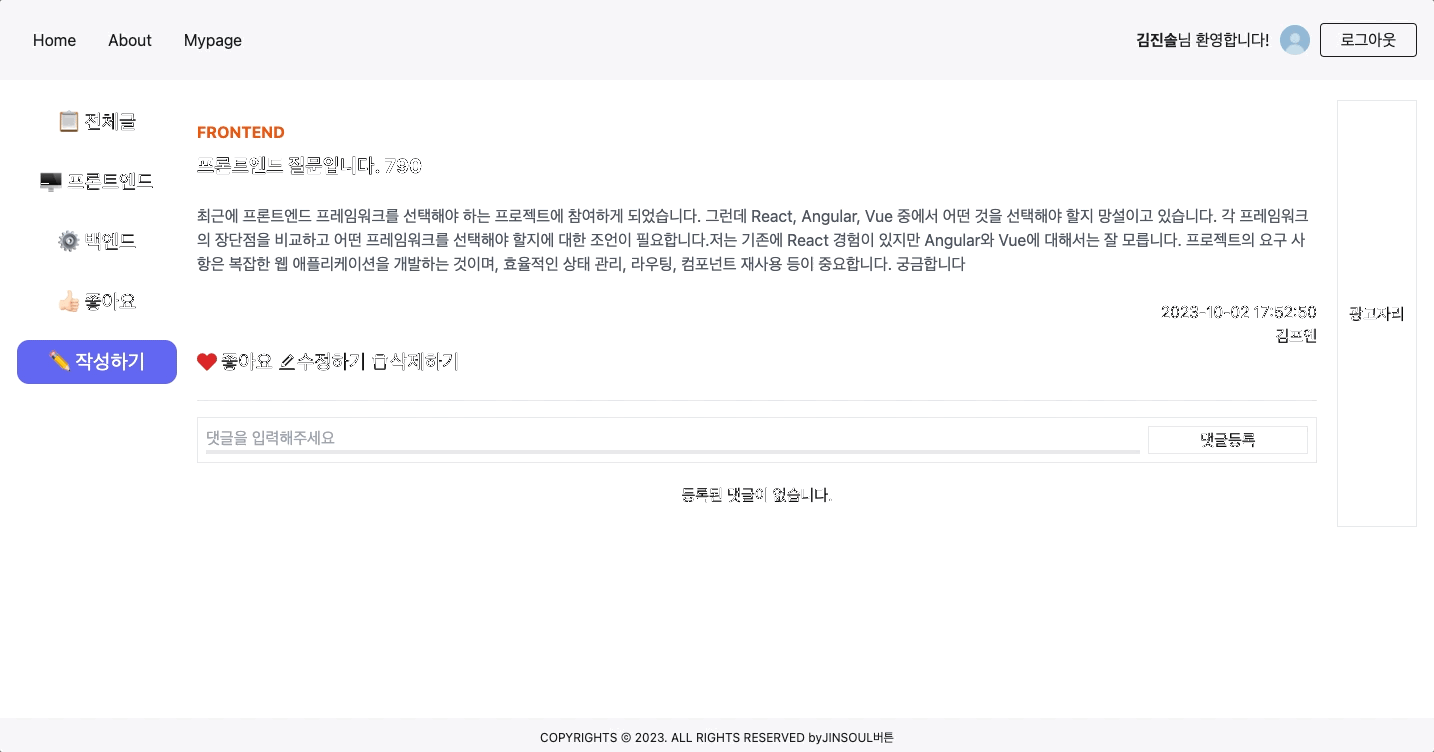 Home About Mypage 김진솔님 환영합니다! 로그아웃
전체글
프론트엔드
백엔드
좋아요
작성하기
FRONTEND
프론트엔드 질문입니다. 790
최근에 프론트엔드 프레임워크를 선택해야 하는 프로젝트에 참여하게 되었습니다. 그런데 React, Angular, Vue 중에서 어떤 것을 선택해야 할지 망설이고 있습니다. 각 프레임워크
의 장단점을 비교하고 어떤 프레임워크를 선택해야 할지에 대한 조언이 필요합니다.저는 기존에 React 경험이 있지만 Angular와 Vue에 대해서는 잘 모릅니다. 프로젝트의 요구 사
항은 복잡한 웹 애플리케이션을 개발하는 것이며, 효율적인 상태 관리, 라우팅, 컴포넌트 재사용 등이 중요합니다. 궁금합니다
2023-10-02 17:52:50
김프엔
좋아요 수정하기 삭제하기
댓글을 입력해주세요 댓글등록
등록된 댓글이 없습니다.
광고자리
COPYRIGHTS © 2023. ALL RIGHTS RESERVED byJINSOUL버튼